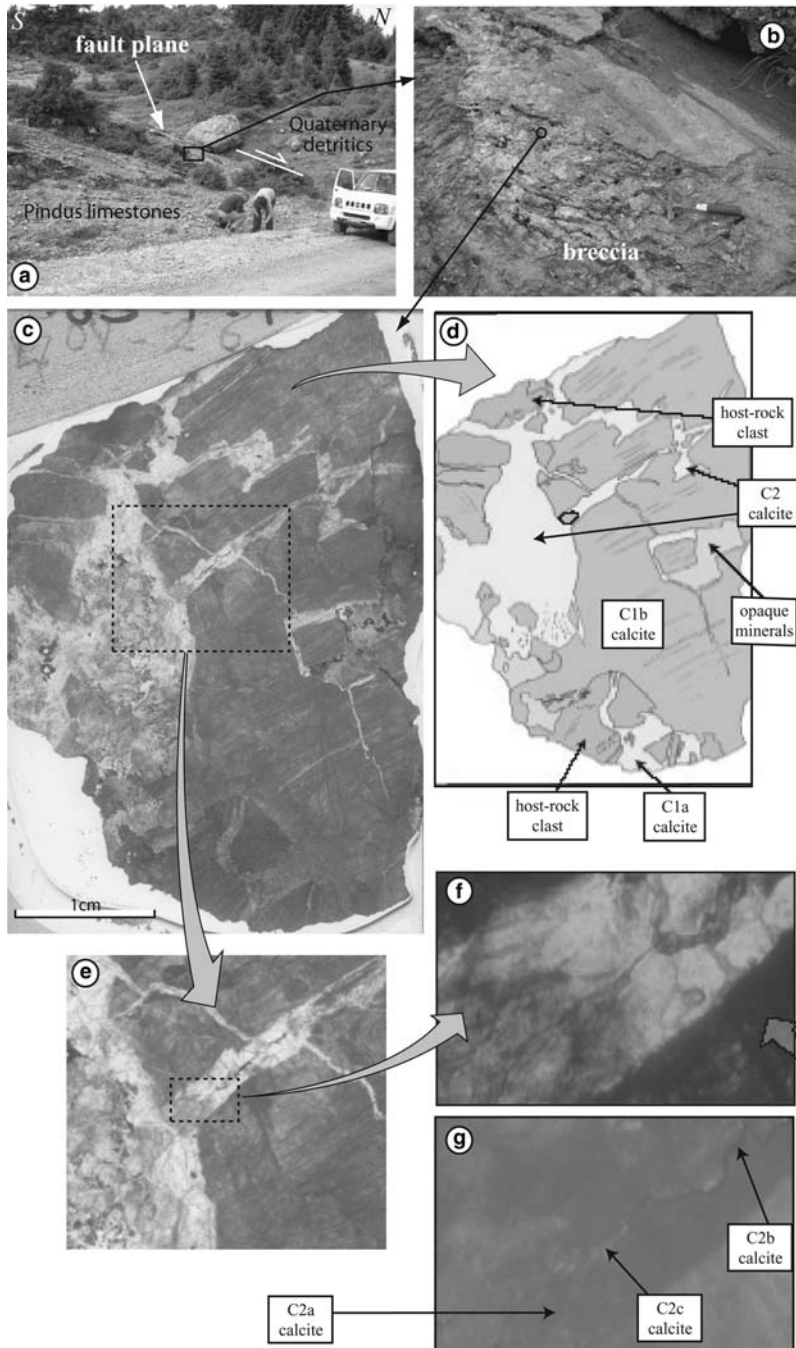 S
N
fault plane
Quaternary
detritics
Pindus limestones
a
b
breccia
c
1cm
d
host-rock
clast
C2
calcite
C1b
calcite
opaque
minerals
host-rock
clast
C1a
calcite
e
f
g
C2b
calcite
C2a
calcite
C2c
calcite